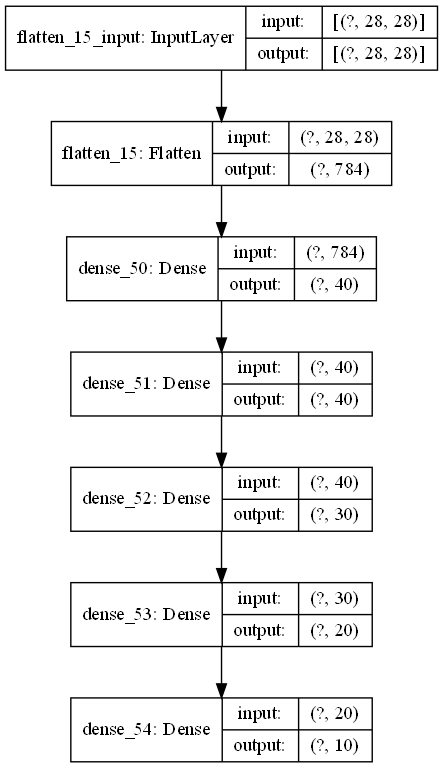 flatten_15_input: InputLayer
input: [(?, 28, 28)]
output: [(?, 28, 28)]
flatten_15: Flatten
input: (?, 28, 28)
output: (?, 784)
dense_50: Dense
input: (?, 784)
output: (?, 40)
dense_51: Dense
input: (?, 40)
output: (?, 40)
dense_52: Dense
input: (?, 40)
output: (?, 30)
dense_53: Dense
input: (?, 30)
output: (?, 20)
dense_54: Dense
input: (?, 20)
output: (?, 10)